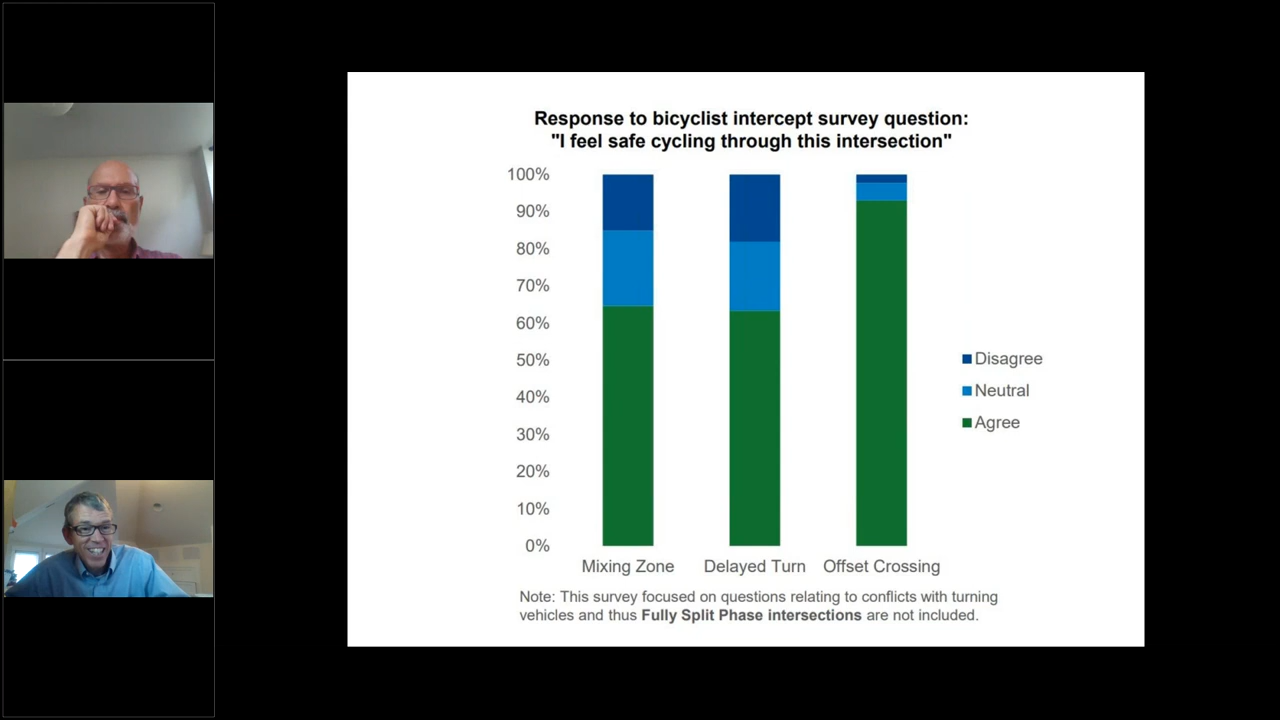 Response to bicyclist intercept survey question:
"I feel safe cycling through this intersection"
100%
90%
80%
70%
60%
50%
40%
30%
20%
10%
0%
Mixing Zone
Delayed Turn
Offset Crossing
Disagree
Neutral
Agree
Note: This survey focused on questions relating to conflicts with turning
vehicles and thus Fully Split Phase intersections are not included.